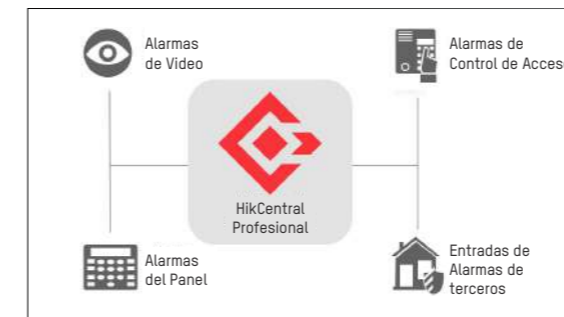 Alarmas
de Video
Alarmas de
Control de Acces
HikCentral
Profesional
Alarmas
del Panel
Entradas de
Alarmas de
terceros